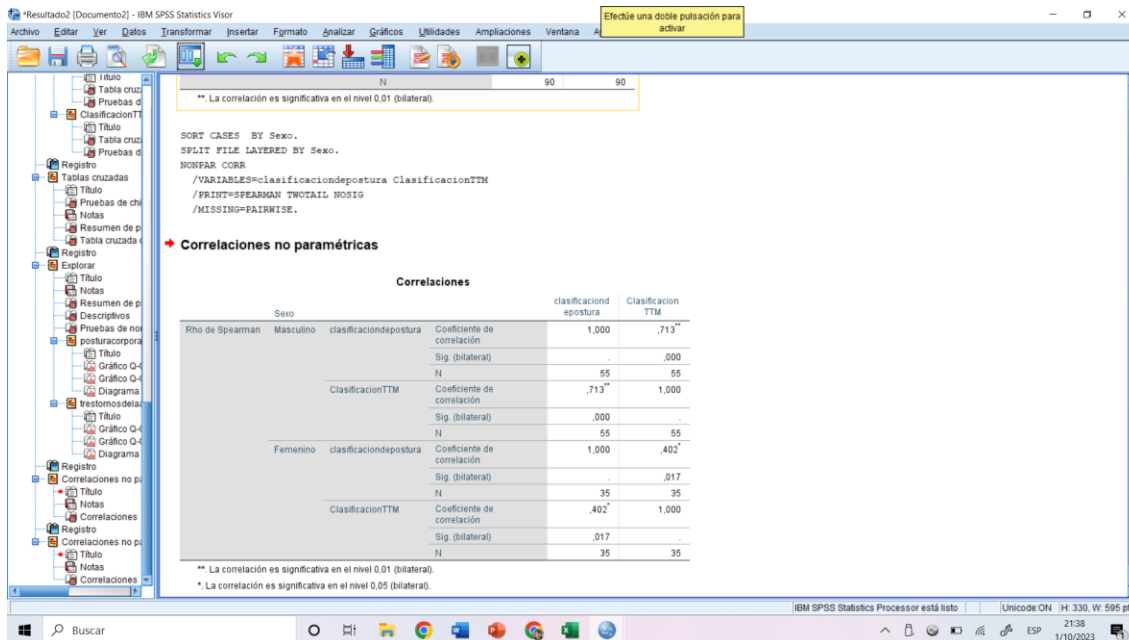 *Resultado2 [Documento2] - IBM SPSS Statistics Visor
Efectúe una doble pulsación para
activar
Archivo Editar Ver Datos Transformar Insertar Formato Analizar Gráficos Utilidades Ampliaciones Ventana
Título
Tabla cruz
Pruebas d
ClasificacionTT
Título
Tabla cruz
Pruebas d
Registro
Tablas cruzadas
Título
Pruebas de chi
Notas
Resumen de p
Tabla cruzada
Registro
Explorar
Título
Notas
Resumen de p
Descriptivos
Pruebas de nor
posturacorpora
Título
Gráfico Q-
Gráfico Q-
Diagrama
trestornosdela
Título
Gráfico Q-
Gráfico Q-
Diagrama
Registro
Correlaciones no pa
Título
Notas
Correlaciones
Registro
Correlaciones no pa
Título
Notas
Correlaciones
N 90 90
**. La correlación es significativa en el nivel 0,01 (bilateral).
SORT CASES BY Sexo.
SPLIT FILE LAYERED BY Sexo.
NONPAR CORR
/VARIABLES=clasificaciondepostura ClasificacionTTM
/PRINT=SPEARMAN TWOTAIL NOSIG
/MISSING=PAIRWISE.
Correlaciones no paramétricas
Correlaciones
Sexo clasificaciond Clasificacion
epostura TTM
Rho de Spearman Masculino clasificaciondepostura Coeficiente de 1,000 ,713**
correlación
Sig. (bilateral) . ,000
N 55 55
ClasificacionTTM Coeficiente de ,713** 1,000
correlación
Sig. (bilateral) ,000 .
N 55 55
Femenino clasificaciondepostura Coeficiente de 1,000 ,402*
correlación
Sig. (bilateral) . ,017
N 35 35
ClasificacionTTM Coeficiente de ,402* 1,000
correlación
Sig. (bilateral) ,017 .
N 35 35
**. La correlación es significativa en el nivel 0,01 (bilateral).
*. La correlación es significativa en el nivel 0,05 (bilateral).
IBM SPSS Statistics Processor está listo Unicode:ON H: 330, W: 595 pt
Buscar
ESP
21:38
1/10/2023